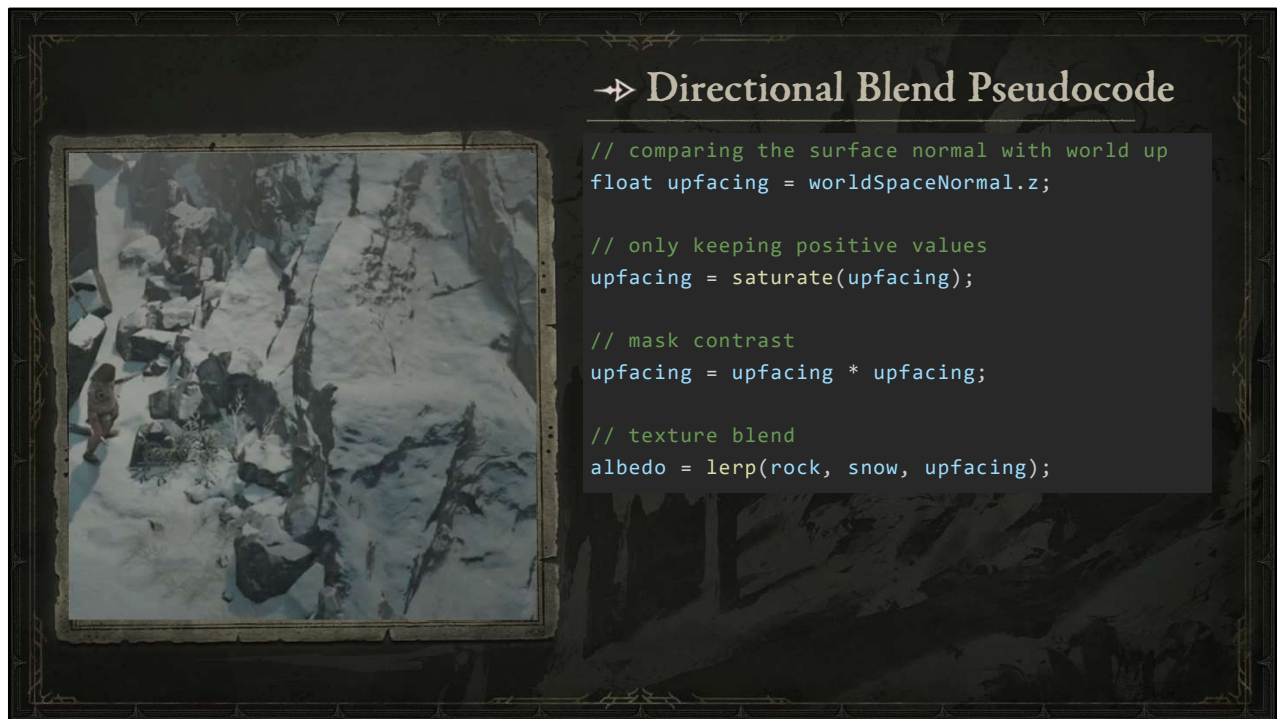 Directional Blend Pseudocode
// comparing the surface normal with world up
float upfacing = worldSpaceNormal.z;
// only keeping positive values
upfacing = saturate(upfacing);
// mask contrast
upfacing = upfacing * upfacing;
// texture blend
albedo = lerp(rock, snow, upfacing);